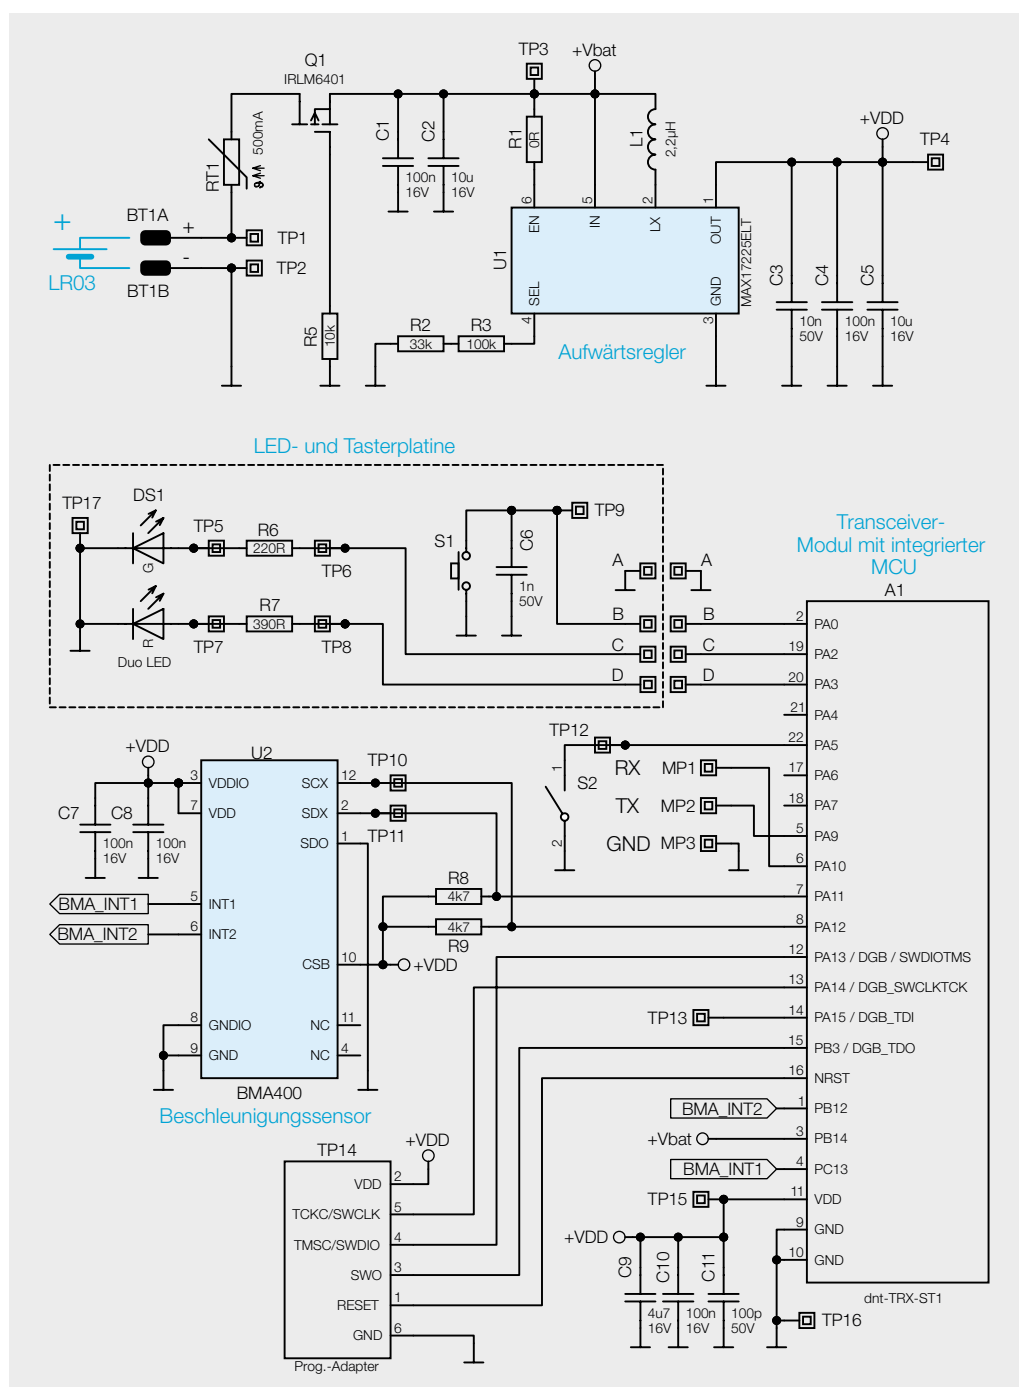 Q1
IRLM6401
TP3
+Vbat
RT1
500mA
C1
100n
16V
C2
10u
16V
R1
0R
L1
2,2µH
+VDD
TP4
+
LR03
BT1A
+
TP1
BT1B
-
TP2
R5
10k
R2
33k
R3
100k
U1
6
EN
5
IN
2
LX
1
OUT
4
SEL
3
GND
MAX17225ELT
Aufwärtsregler
C3
10n
50V
C4
100n
16V
C5
10u
16V
LED- und Tasterplatine
TP17
DS1
G
TP5
R6
220R
TP6
R
Duo LED
TP7
R7
390R
TP8
S1
C6
1n
50V
TP9
A
A
B
B
C
C
D
D
Transceiver-
Modul mit integrierter
MCU
A1
2 PA0
19 PA2
20 PA3
21 PA4
22 PA5
17 PA6
18 PA7
5 PA9
6 PA10
7 PA11
8 PA12
12 PA13 / DGB / SWDIOTMS
13 PA14 / DGB_SWCLKTCK
14 PA15 / DGB_TDI
15 PB3 / DGB_TDO
16 NRST
1 PB12
3 PB14
4 PC13
11 VDD
9 GND
10 GND
dnt-TRX-ST1
TP12
1
S2
2
RX MP1
TX MP2
GND MP3
+VDD
C7
100n
16V
C8
100n
16V
U2
3 VDDIO
7 VDD
BMA_INT1 5 INT1
BMA_INT2 6 INT2
8 GNDIO
9 GND
SCX 12
SDX 2
SDO 1
CSB 10
NC 11
NC 4
BMA400
Beschleunigungssensor
TP10
TP11
R8
4k7
4k7
R9
+VDD
TP13
BMA_INT2
+Vbat
BMA_INT1
TP15
+VDD
C9
4u7
16V
C10
100n
16V
C11
100p
50V
TP16
TP14
+VDD
VDD 2
TCKC/SWCLK 5
TMSC/SWDIO 4
SWO 3
RESET 1
GND 6
Prog.-Adapter